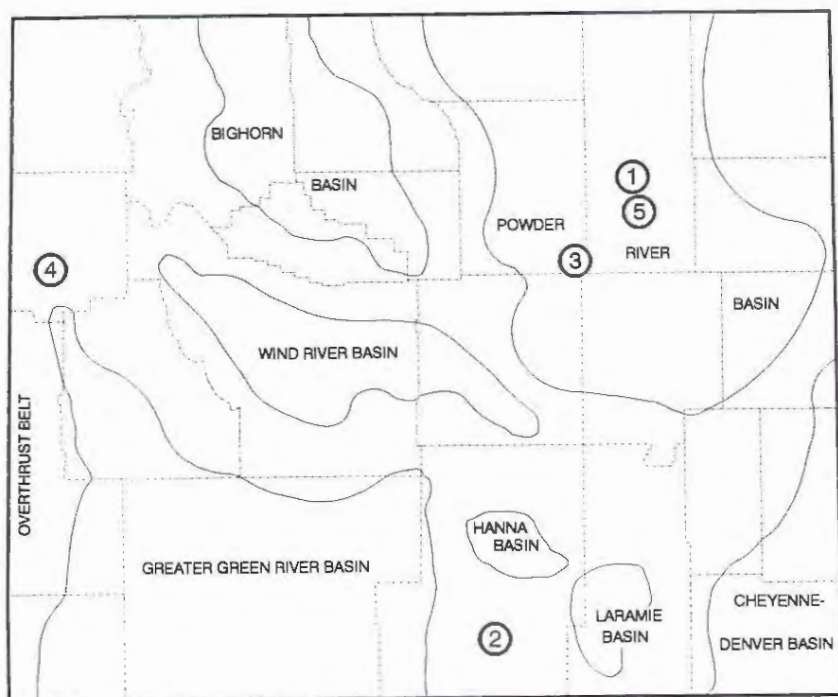 BIGHORN
BASIN
1
5
POWDER
3
RIVER
4
BASIN
WIND RIVER BASIN
OVERTHRUST BELT
HANNA
BASIN
GREATER GREEN RIVER BASIN
2
LARAMIE
BASIN
CHEYENNE-
DENVER BASIN